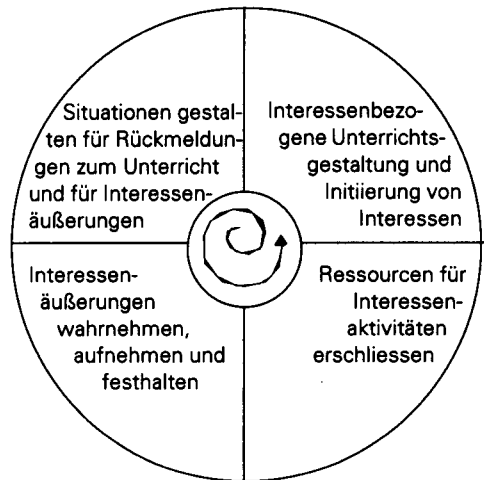 Situationen gestal-
ten für Rückmeldun-
gen zum Unterricht
und für Interessen-
äußerungen
Interessenbezo-
gene Unterrichts-
gestaltung und
Initiierung von
Interessen
Interessen-
äußerungen
wahrnehmen,
aufnehmen und
festhalten
Ressourcen für
Interessen-
aktivitäten
erschliessen